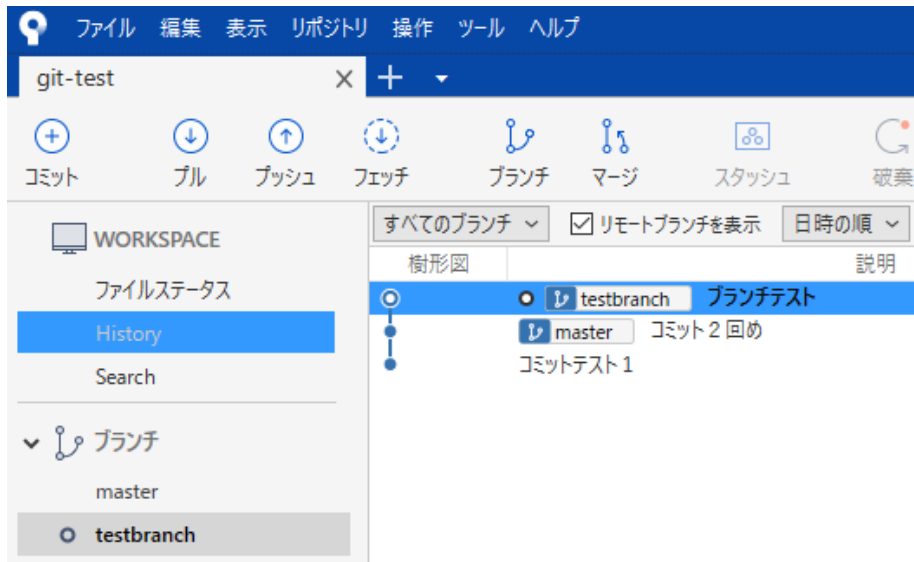 ファイル 編集 表示 リポジトリ 操作 ツール ヘルプ
git-test
コミット プル プッシュ フェッチ ブランチ マージ スタッシュ 破棄
WORKSPACE
ファイルステータス
History
Search
ブランチ
master
testbranch
すべてのブランチ リモートブランチを表示 日時の順
樹形図 説明
testbranch ブランチテスト
master コミット2回め
コミットテスト1